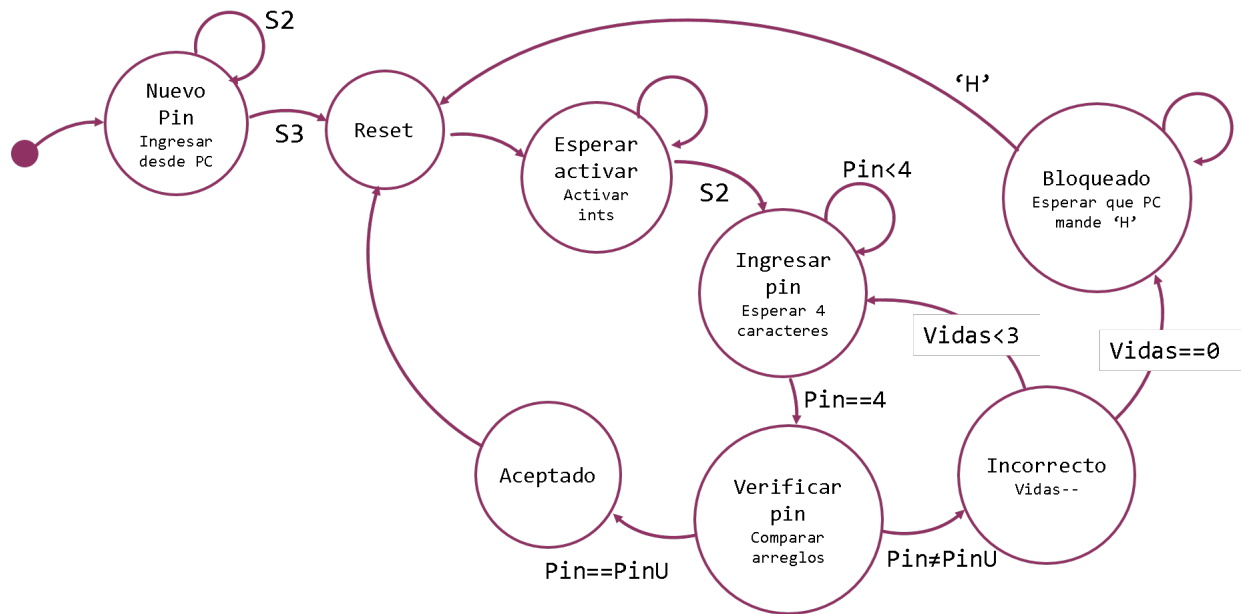 S2
Nuevo
Pin
Ingresar
desde PC
S3
Reset
Esperar
activar
Activar
ints
S2
Pin<4
Ingresar
pin
Esperar 4
caracteres
‘H’
Bloqueado
Esperar que PC
mande ‘H’
Vidas<3
Vidas==0
Pin==4
Aceptado
Verificar
pin
Comparar
arreglos
Incorrecto
Vidas--
Pin==PinU
Pin≠PinU